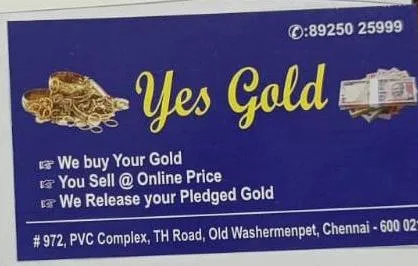 ✆:89250 25999
Yes Gold
☞ We buy Your Gold
☞ You Sell @ Online Price
☞ We Release your Pledged Gold
# 972, PVC Complex, TH Road, Old Washermenpet, Chennai - 600